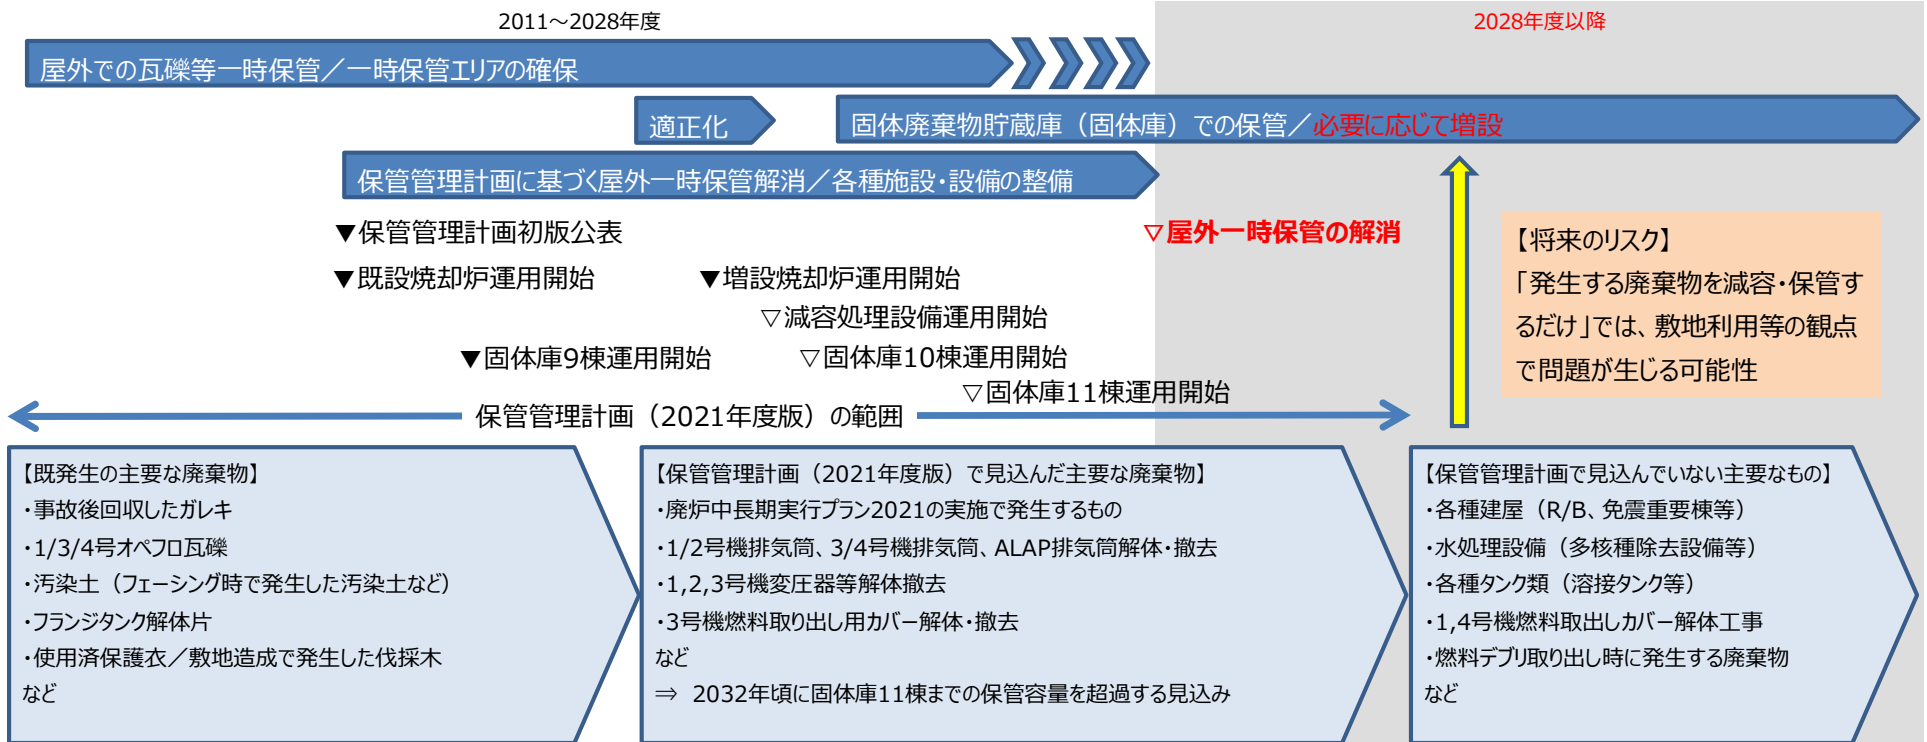 2011～2028年度
2028年度以降
屋外での瓦礫等一時保管／一時保管エリアの確保
適正化
固体廃棄物貯蔵庫（固体庫）での保管／必要に応じて増設
保管管理計画に基づく屋外一時保管解消／各種施設・設備の整備
▼保管管理計画初版公表
▽屋外一時保管の解消
▼既設焼却炉運用開始
▼増設焼却炉運用開始
▽減容処理設備運用開始
▼固体庫9棟運用開始
▽固体庫10棟運用開始
▽固体庫11棟運用開始
保管管理計画（2021年度版）の範囲
【将来のリスク】
「発生する廃棄物を減容・保管す
るだけ」では、敷地利用等の観点
で問題が生じる可能性
【既発生の主要な廃棄物】
・事故後回収したガレキ
・1/3/4号オペフロ瓦礫
・汚染土（フェーシング時で発生した汚染土など）
・フランジタンク解体片
・使用済保護衣／敷地造成で発生した伐採木
など
【保管管理計画（2021年度版）で見込んだ主要な廃棄物】
・廃炉中長期実行プラン2021の実施で発生するもの
・1/2号機排気筒、3/4号機排気筒、ALAP排気筒解体・撤去
・1,2,3号機変圧器等解体撤去
・3号機燃料取り出し用カバー解体・撤去
など
⇒ 2032年頃に固体庫11棟までの保管容量を超過する見込み
【保管管理計画で見込んでいない主要なもの】
・各種建屋（R/B、免震重要棟等）
・水処理設備（多核種除去設備等）
・各種タンク類（溶接タンク等）
・1,4号機燃料取出しカバー解体工事
・燃料デブリ取り出し時に発生する廃棄物
など